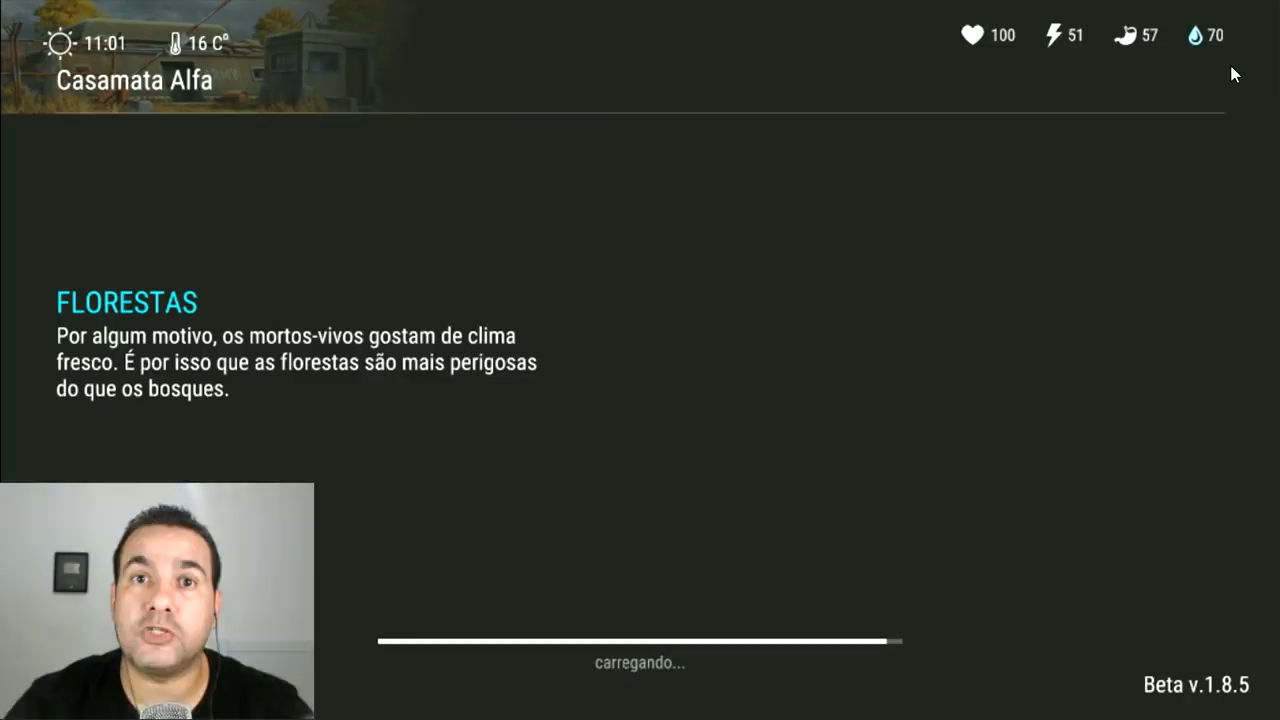 11:01 16 C°
100 51 57 70
Casamata Alfa
FLORESTAS
Por algum motivo, os mortos-vivos gostam de clima
fresco. É por isso que as florestas são mais perigosas
do que os bosques.
carregando...
Beta v.1.8.5